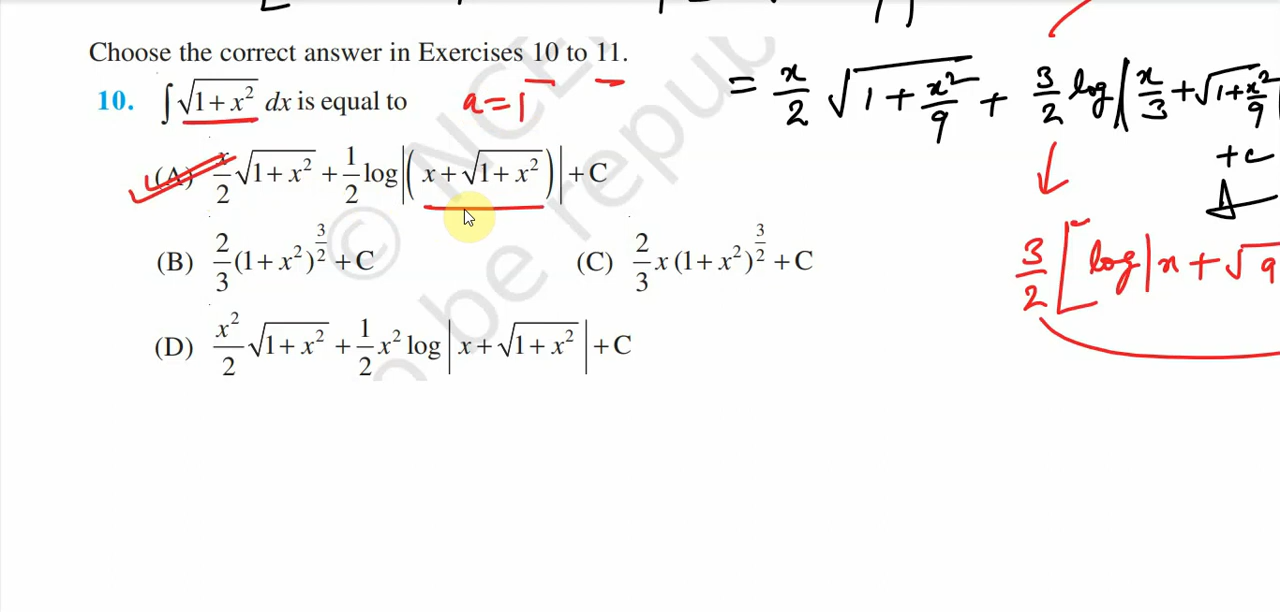 Choose the correct answer in Exercises 10 to 11.
= x/2 √(1 + x²/9) + 3/2 log |x/3 + √(1 + x²/9)
+ c
10. ∫ √(1 + x²) dx is equal to
a = 1
(A) x/2 √(1 + x²) + 1/2 log |(x + √(1 + x²))| + C
3/2 [log |x + √9
(B) 2/3 (1 + x²)^(3/2) + C (C) 2/3 x (1 + x²)^(3/2) + C
(D) x²/2 √(1 + x²) + 1/2 x² log |x + √(1 + x²)| + C
© NCE
be repu